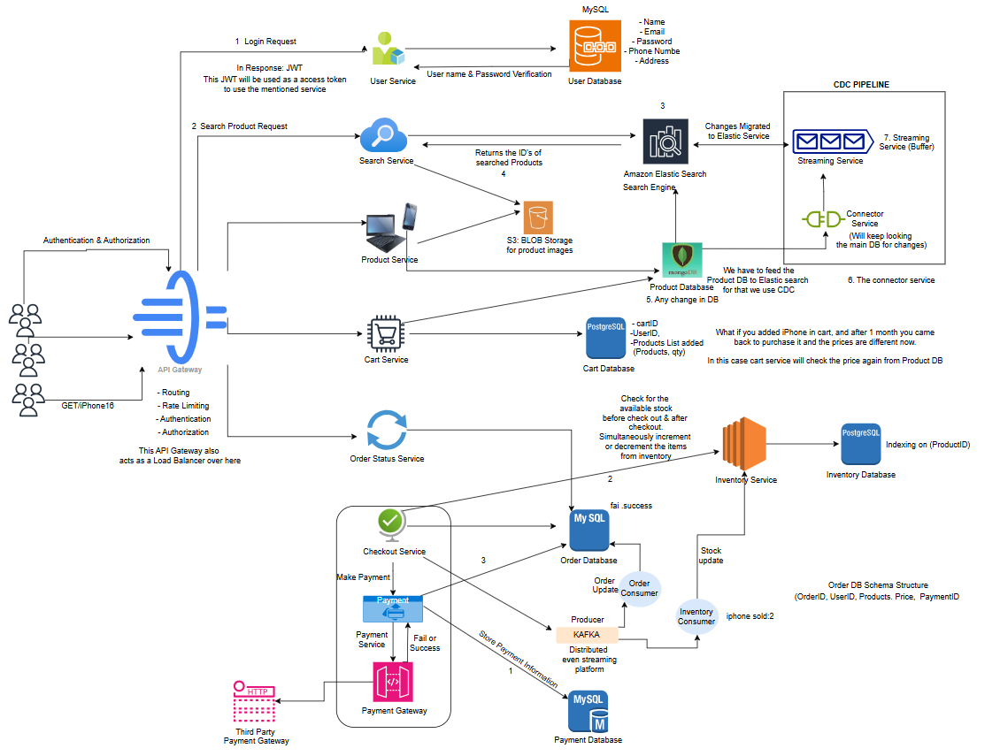 MySQL
- Name
- Email
- Password
- Phone Numbe
- Address
1 Login Request
In Response: JWT
This JWT will be used as a access token
to use the mentioned service
User Service
User name & Password Verification
User Database
CDC PIPELINE
2 Search Product Request
Search Service
3
Returns the ID's of
searched Products
4
Amazon Elastic Search
Search Engine
Changes Migrated
to Elastic Service
7. Streaming
Service (Buffer)
Streaming Service
Connector
Service
(Will keep looking
the main DB for changes)
6. The connector service
Product Service
S3: BLOB Storage
for product images
mongoDB
Product Database
5. Any change in DB
We have to feed the
Product DB to Elastic search
for that we use CDC
Authentication & Authorization
API Gateway
GET/iPhone16
- Routing
- Rate Limiting
- Authentication
- Authorization
This API Gateway also
acts as a Load Balancer over here
Cart Service
PostgreSQL
- cartID
-UserID,
-Products List added
(Products, qty)
Cart Database
What if you added iPhone in cart, and after 1 month you came
back to purchase it and the prices are different now.
In this case cart service will check the price again from Product DB
Order Status Service
Check for the
available stock
before check out & after
checkout.
Simultaneously increment
or decrement the items
from inventory
2
Inventory Service
PostgreSQL
Indexing on (ProductID)
Inventory Database
fai .success
My SQL
Order Database
Checkout Service
3
Make Payment
Payment
Payment
Service
Fail or
Success
Payment Gateway
HTTP
Third Party
Payment Gateway
Order
Update
Order
Consumer
Producer
KAFKA
Distributed
even streaming
platform
Stock
update
Inventory
Consumer
iphone sold:2
Order DB Schema Structure
(OrderID, UserID, Products. Price, PaymentID
Store Payment Information
1
MySQL
M
Payment Database